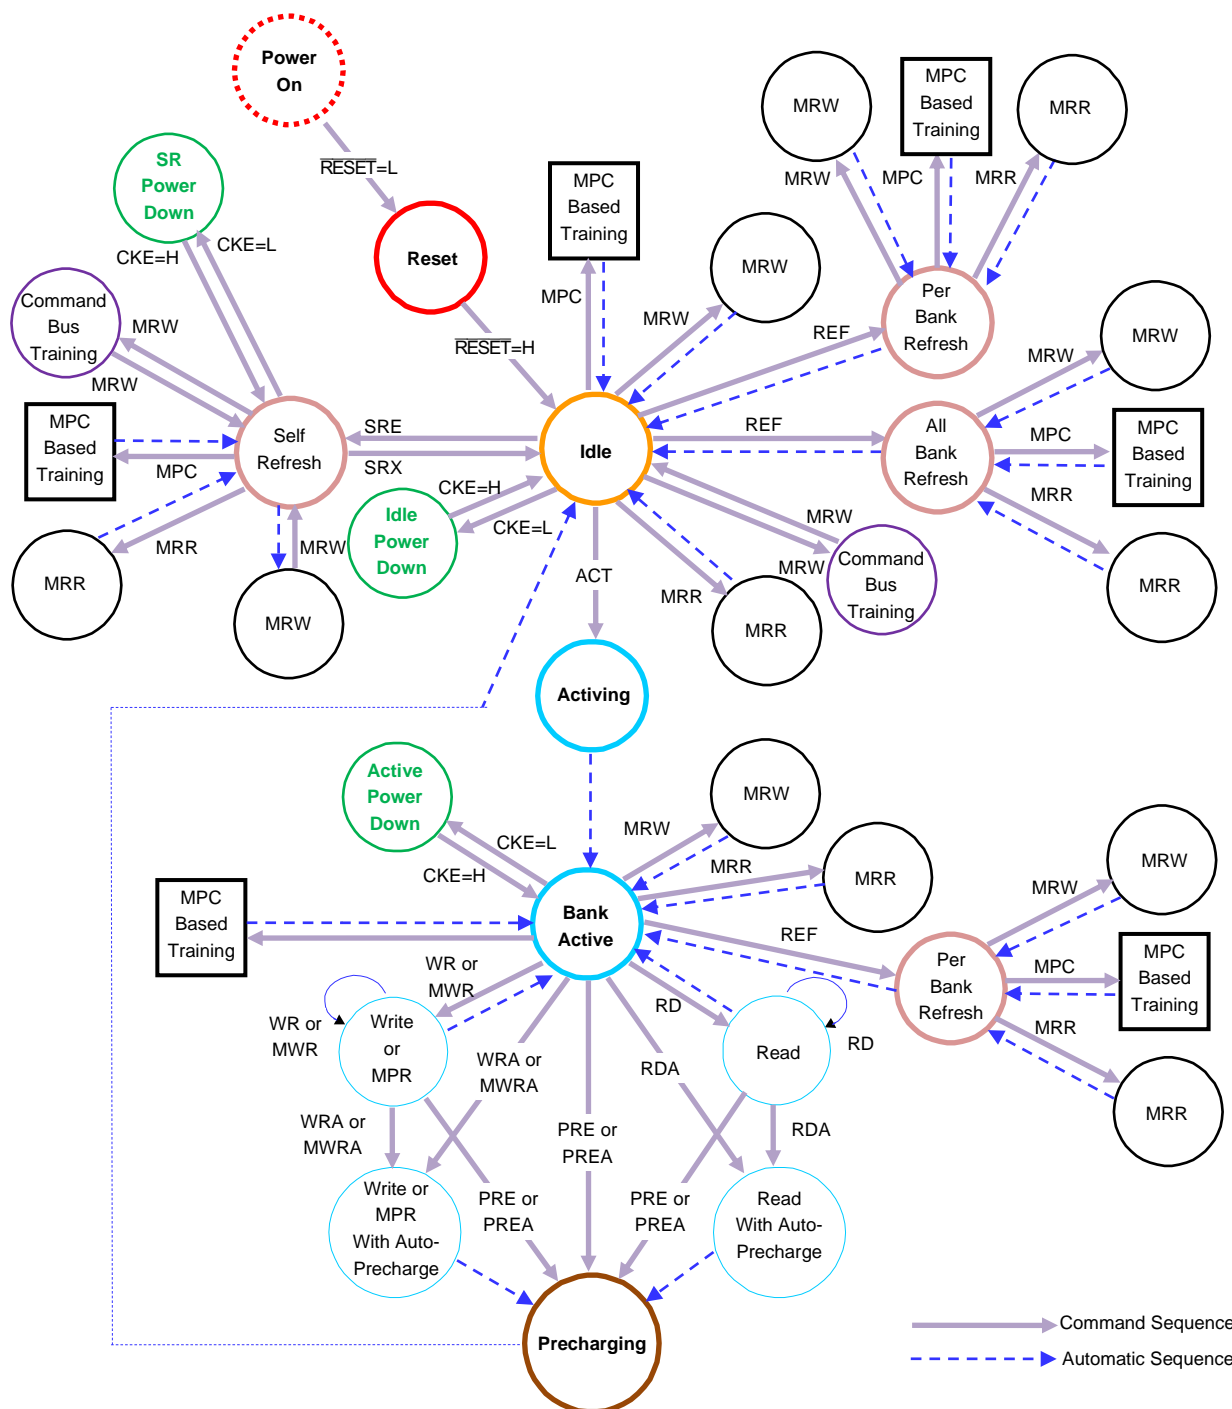 Power
On
RESET=L
SR
Power
Down
CKE=H
CKE=L
Reset
RESET=H
MPC
Based
Training
MPC
MRW
MRW
MRW
MPC
Based
Training
MRR
MRW
MPC
MRR
Per
Bank
Refresh
REF
Command
Bus
Training
MRW
MRW
MPC
Based
Training
MPC
Self
Refresh
SRE
SRX
Idle
REF
All
Bank
Refresh
MRW
MRW
MPC
MPC
Based
Training
MRR
MRR
MRR
MRR
MRW
MRW
CKE=H
CKE=L
Idle
Power
Down
ACT
MRR
MRR
MRW
MRW
Command
Bus
Training
Activing
Active
Power
Down
CKE=L
CKE=H
MRW
MRW
MRR
MRR
MPC
Based
Training
Bank
Active
REF
Per
Bank
Refresh
MRW
MRW
MPC
MPC
Based
Training
MRR
MRR
WR or
MWR
WR or
MWR
Write
or
MPR
RD
Read
RD
WRA or
MWRA
WRA or
MWRA
RDA
RDA
PRE or
PREA
PRE or
PREA
PRE or
PREA
Write or
MPR
With Auto-
Precharge
Read
With Auto-
Precharge
Precharging
Command Sequence
Automatic Sequence